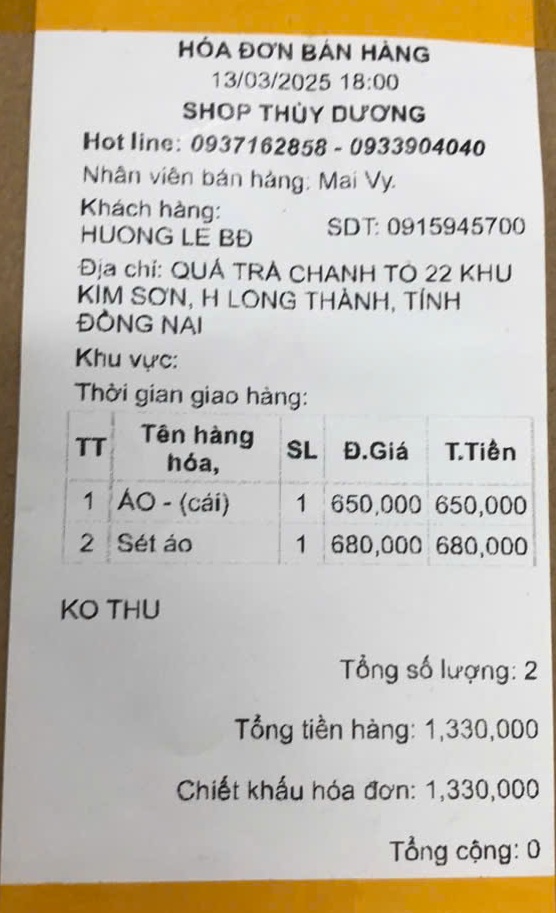 HÓA ĐƠN BÁN HÀNG
13/03/2025 18:00
SHOP THÙY DƯƠNG
Hot line: 0937162858 - 0933904040
Nhân viên bán hàng: Mai Vy.
Khách hàng:
HUONG LE BĐ SDT: 0915945700
Địa chỉ: QUÁ TRÀ CHANH TỔ 22 KHU
KIM SƠN, H LONG THÀNH, TỈNH
ĐỒNG NAI
Khu vực:
Thời gian giao hàng:
TT Tên hàng hóa, SL Đ.Giá T.Tiền
1 ÁO - (cái) 1 650,000 650,000
2 Sét áo 1 680,000 680,000
KO THU
Tổng số lượng: 2
Tổng tiền hàng: 1,330,000
Chiết khấu hóa đơn: 1,330,000
Tổng cộng: 0